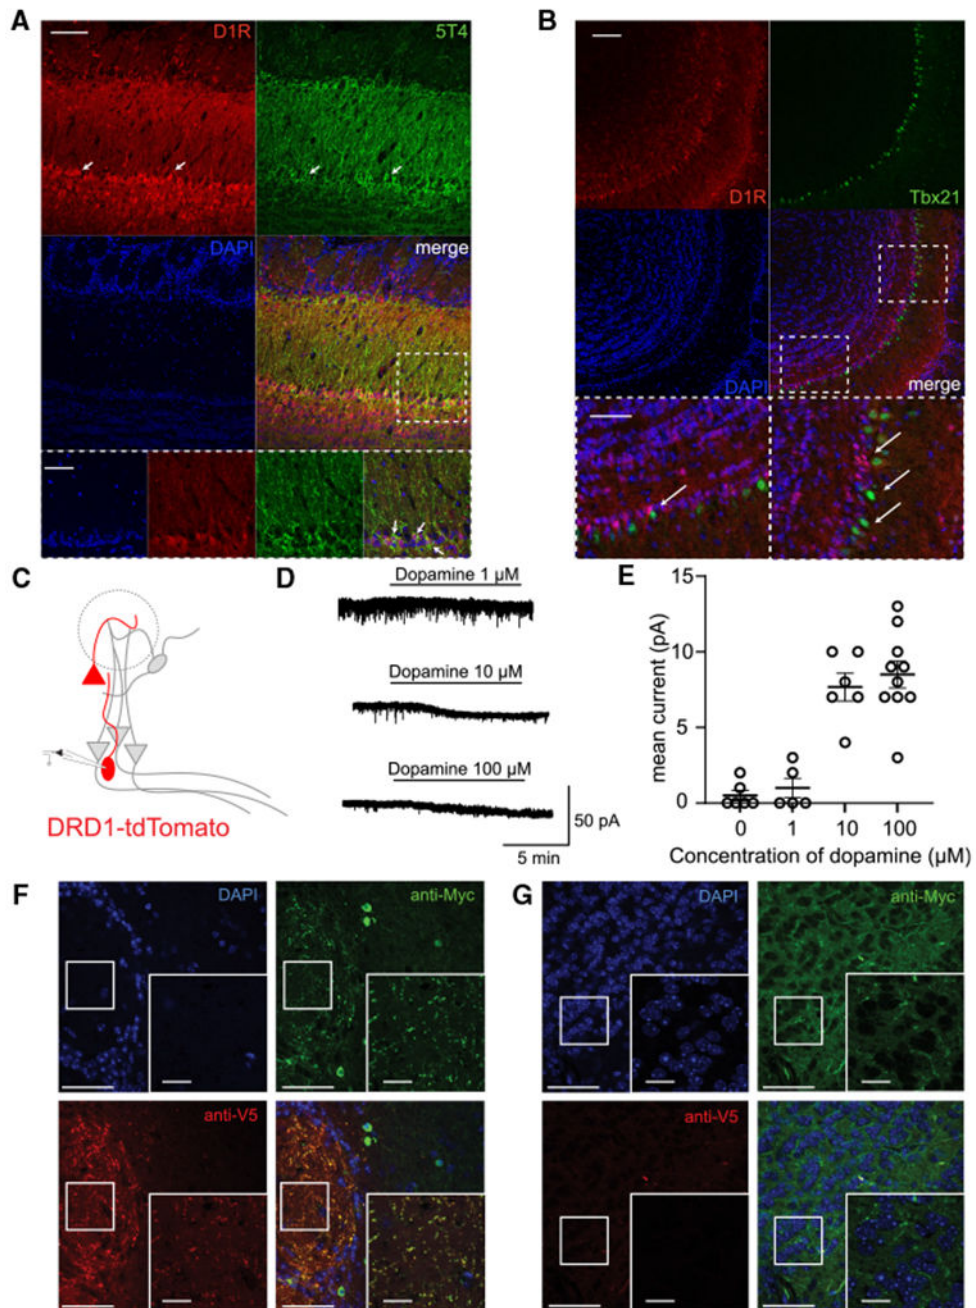 A
D1R
5T4
DAPI
merge
B
D1R
Tbx21
DAPI
merge
C
DRD1-tdTomato
D
Dopamine 1 µM
Dopamine 10 µM
Dopamine 100 µM
50 pA
5 min
E
mean current (pA)
15
10
5
0
0 1 10 100
Concentration of dopamine (µM)
F
DAPI
anti-Myc
anti-V5
G
DAPI
anti-Myc
anti-V5